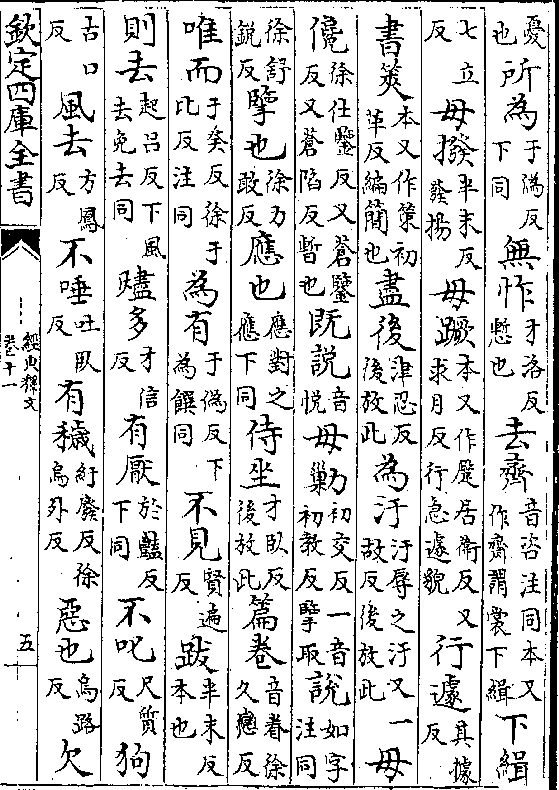 憂也所為于偽反下同無怍才洛反慙也去齊音咨注同本又作齋謂裳下緝下緝
七立反毋撥半末反發揚毋蹶本又作蹙居衛反又求月反行急遽貌行遽其據反
書筴本又作策初革反編簡也盡後津忍反後放此為汙汙辱之汙又一故反後放此毋
儳徐仕鑒反又蒼鑒反又蒼陷反暫也既說音悅毋勦初交反一音初教反擥取說如字注同
徐舒鋭反擥也徐力敢反應也應對之應下同侍坐才臥反後放此篇卷音眷徐久戀反
唯而于癸反徐于比反注同為有于偽反下為饌同不見賢遍反跋半末反本也
則去起呂反下風去免去同燼多才信反有厭於豔反下同不叱尺質反狗
古口反風去方鳳反不唾吐臥反有穢紆廢反徐烏外反惡也烏路反欠
欽定四庫全書
經典釋文
卷十一
五